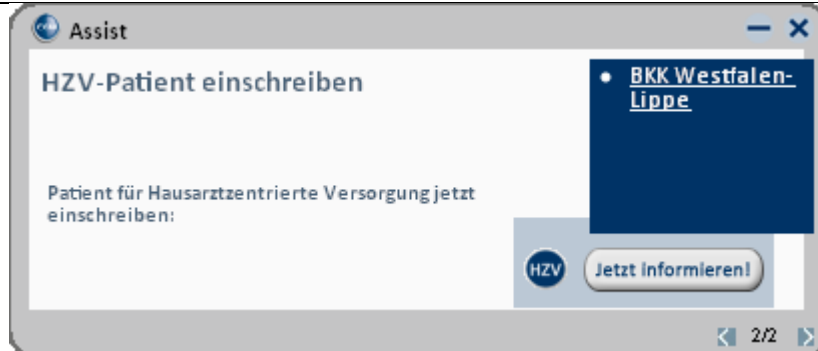 Assist
HZV-Patient einschreiben
BKK Westfalen-
Lippe
Patient für Hausarztzentrierte Versorgung jetzt
einschreiben:
HZV
Jetzt informieren!
2/2